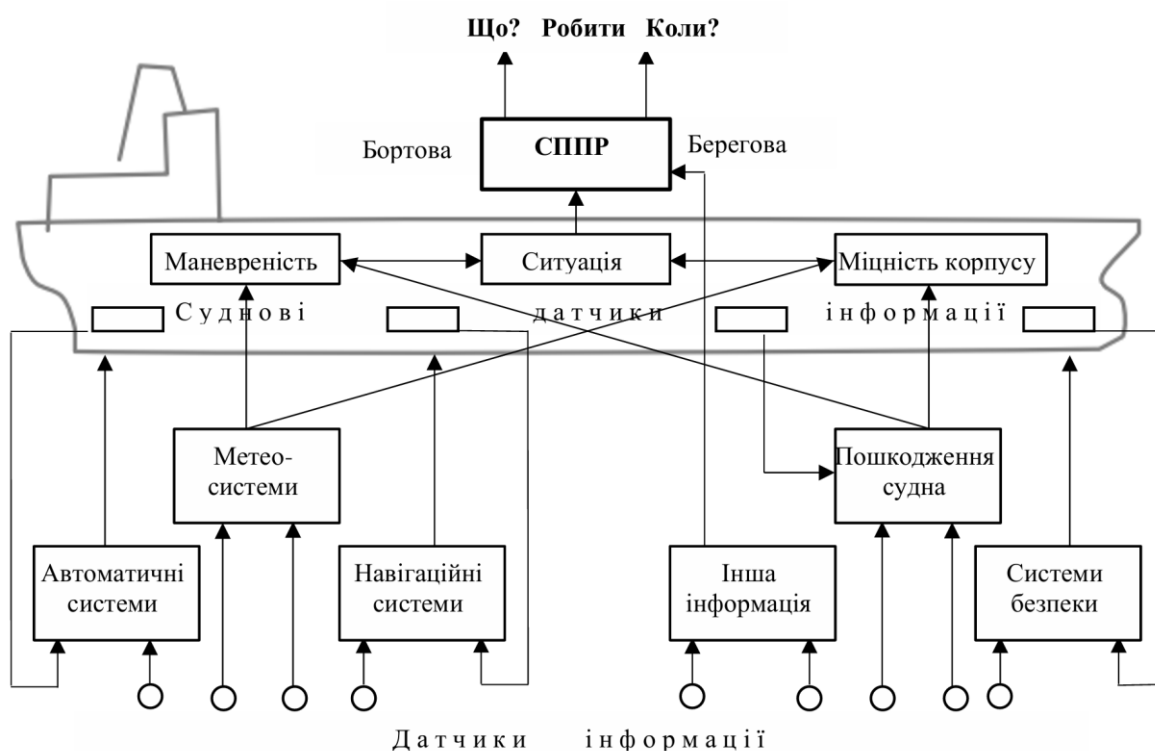 Що? Робити Коли?
Бортова
СППР
Берегова
Маневреність
Ситуація
Міцність корпусу
Суднові датчики інформації
Метео-
системи
Пошкодження
судна
Автоматичні
системи
Навігаційні
системи
Інша
інформація
Системи
безпеки
Датчики інформації